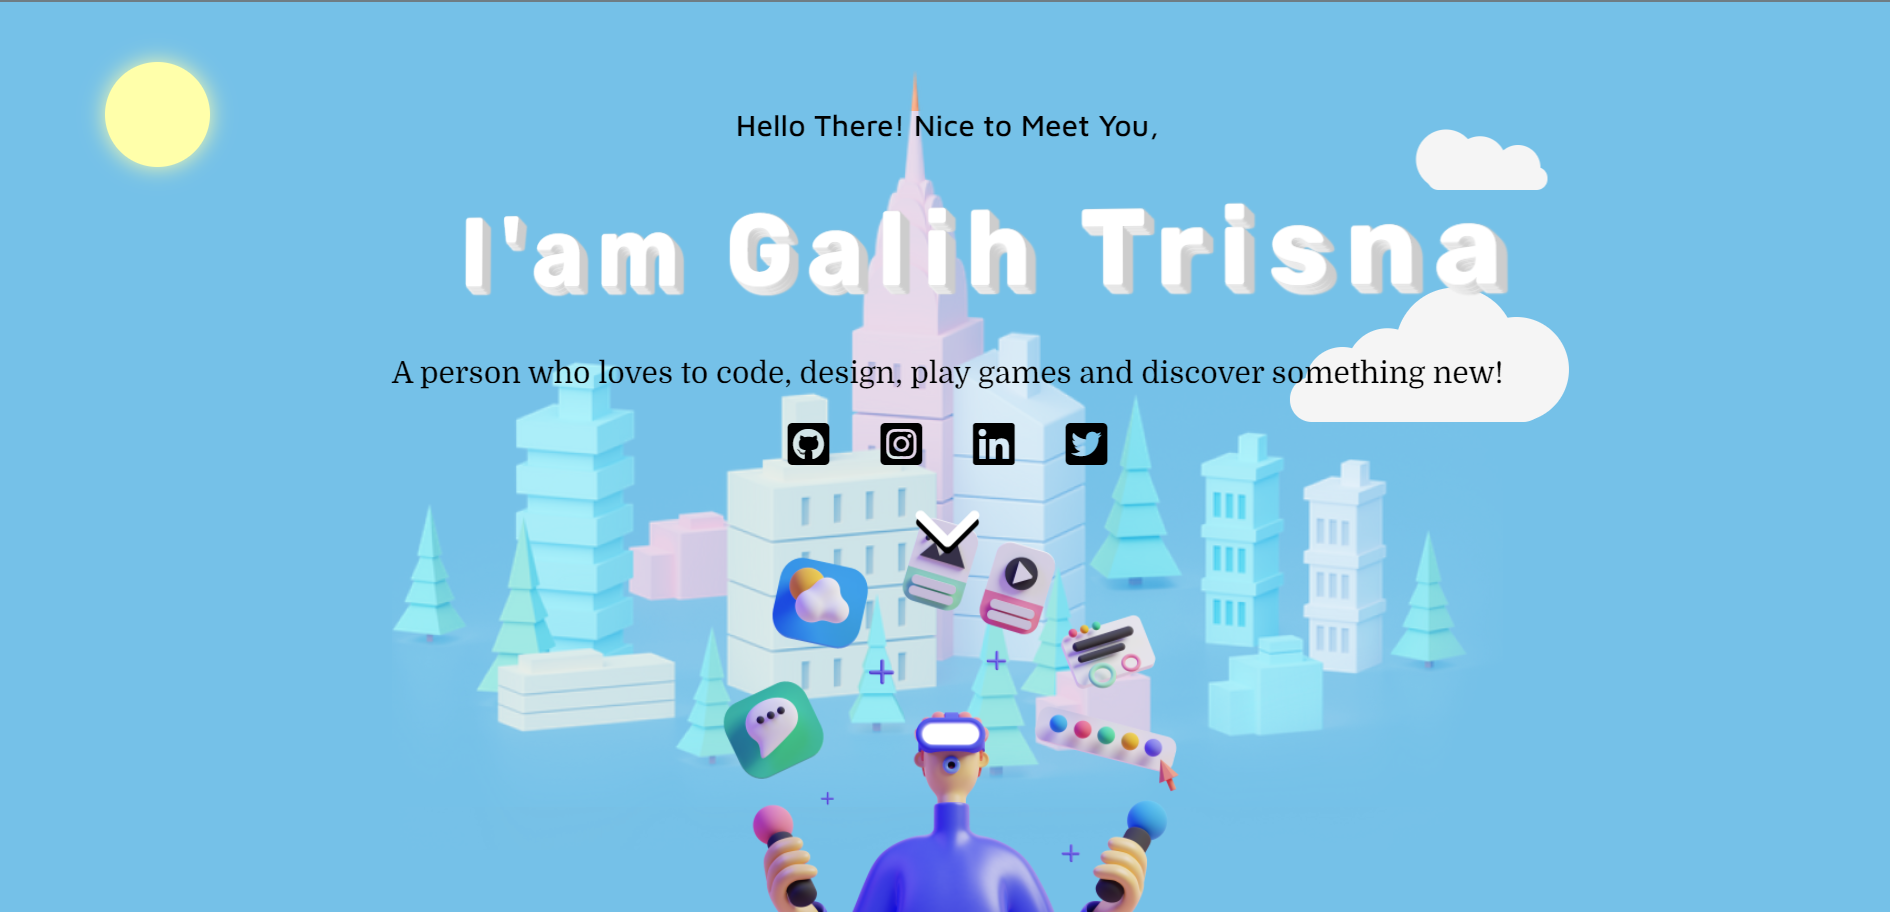 Hello There! Nice to Meet You,
I'am Galih Trisna
A person who loves to code, design, play games and discover something new!
in